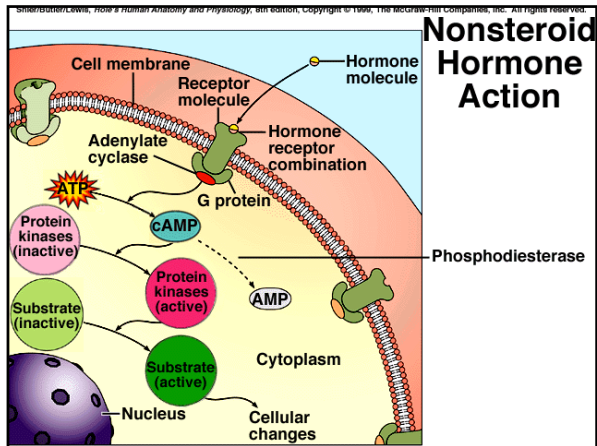 Shier/Butler/Lewis, Hole's Human Anatomy and Physiology, 8th edition, Copyright © 1999, The McGraw-Hill Companies, Inc. All rights reserved.
Nonsteroid
Hormone
Action
Cell membrane
Hormone
molecule
Receptor
molecule
Adenylate
cyclase
Hormone
receptor
combination
ATP
G protein
Protein
kinases
(inactive)
cAMP
Phosphodiesterase
Protein
kinases
(active)
AMP
Substrate
(inactive)
Substrate
(active)
Cytoplasm
Nucleus
Cellular
changes